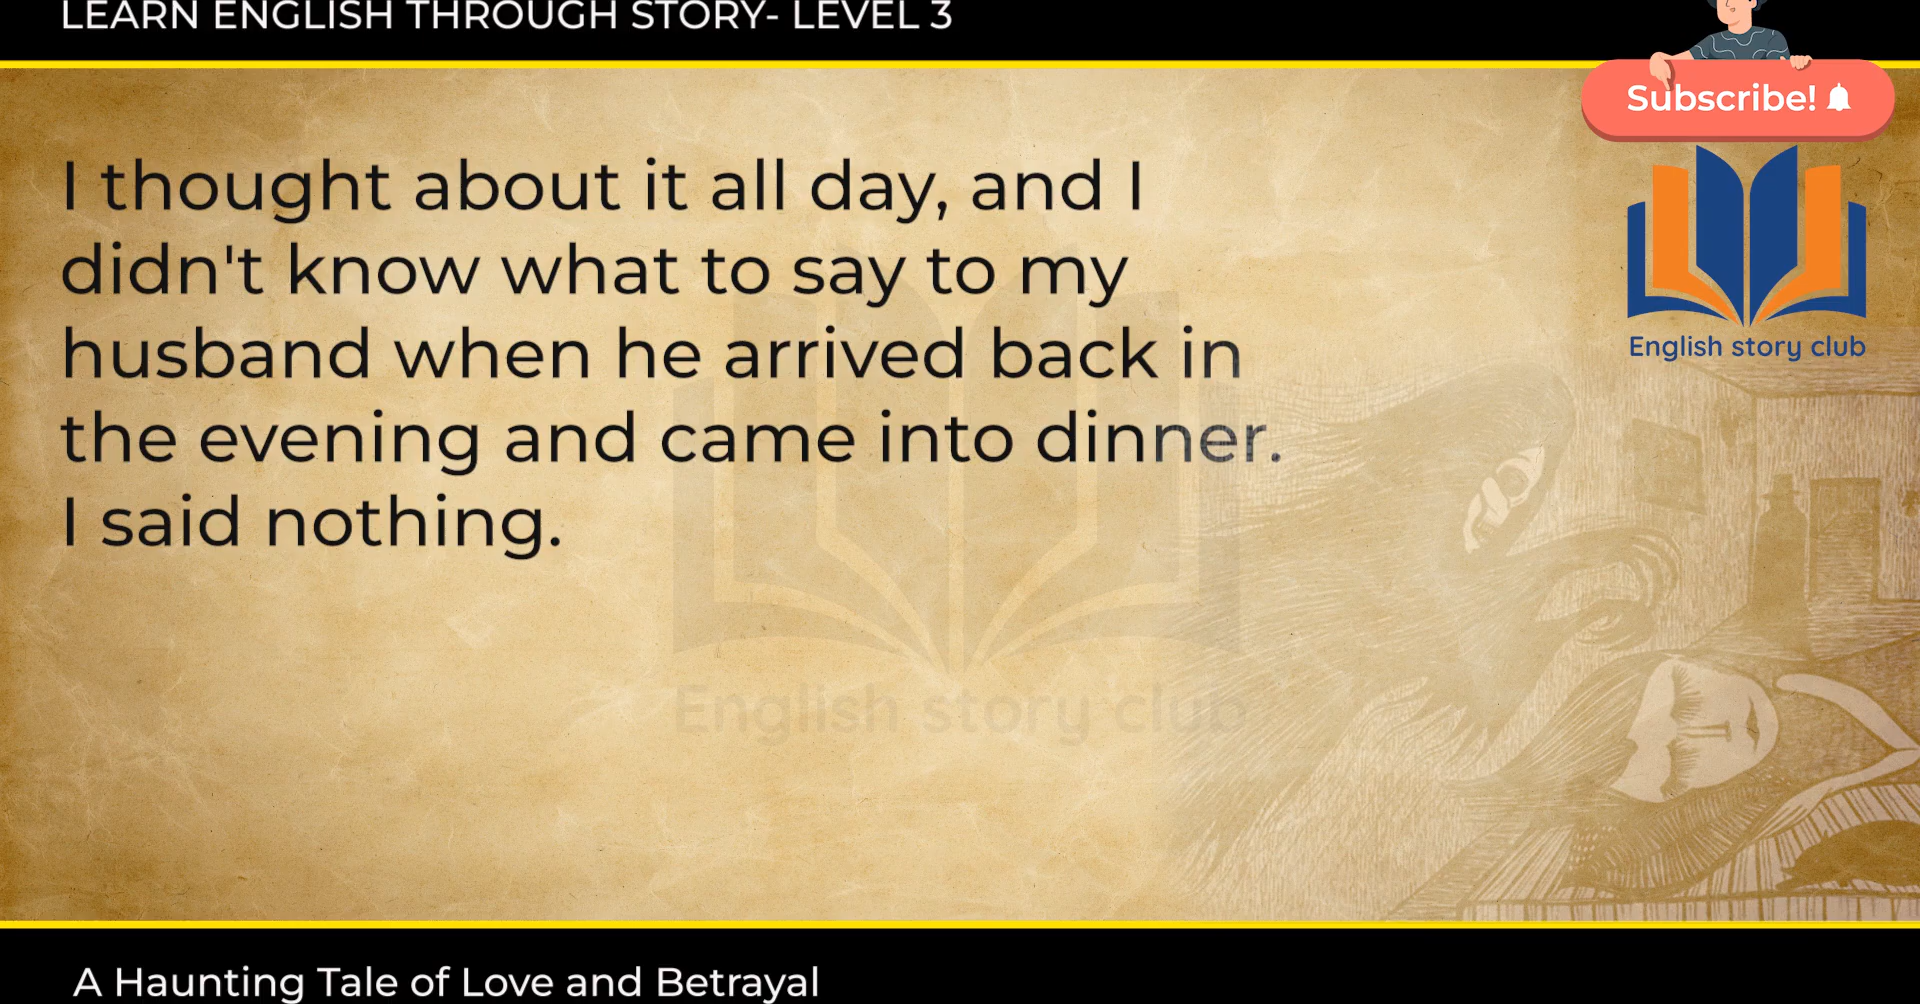 LEARN ENGLISH THROUGH STORY- LEVEL 3
Subscribe!
I thought about it all day, and I
didn't know what to say to my
husband when he arrived back in
the evening and came into dinner.
I said nothing.
English story club
English story club
A Haunting Tale of Love and Betrayal